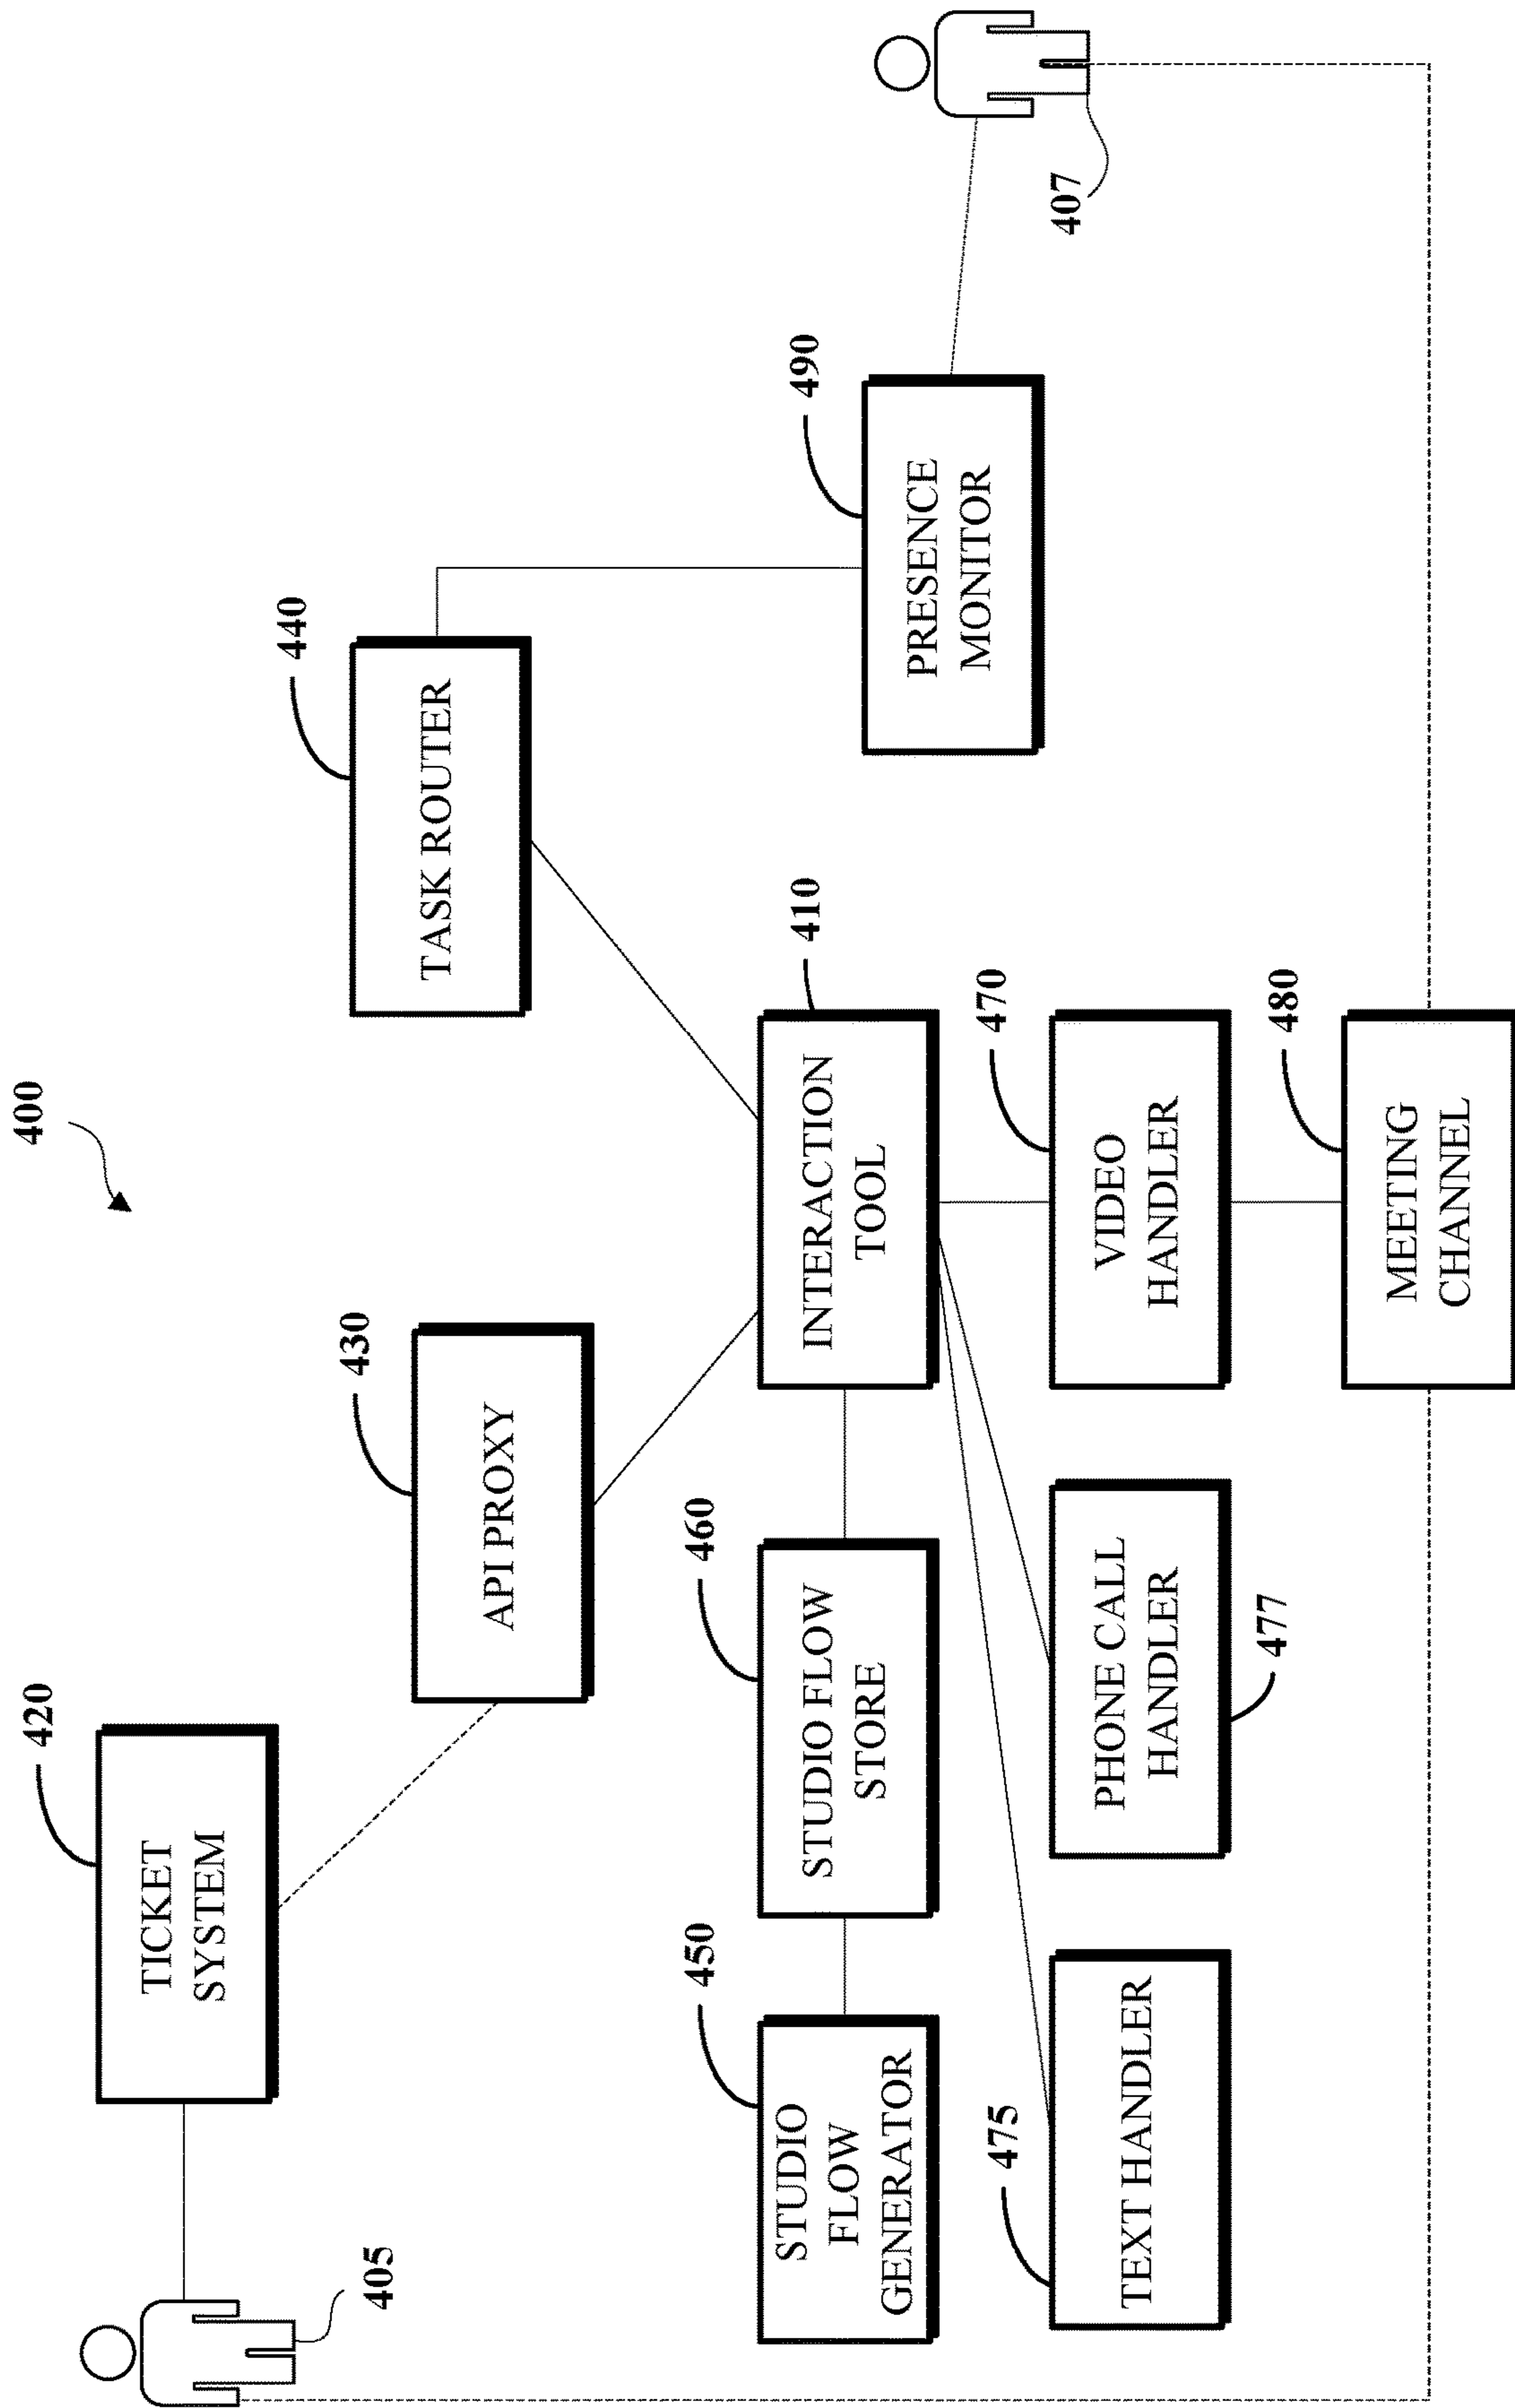 400
420
TICKET
SYSTEM
405
430
API PROXY
440
TASK ROUTER
450
STUDIO
FLOW
GENERATOR
460
STUDIO FLOW
STORE
410
INTERACTION
TOOL
490
PRESENCE
MONITOR
407
475
TEXT HANDLER
PHONE CALL
HANDLER
477
470
VIDEO
HANDLER
480
MEETING
CHANNEL